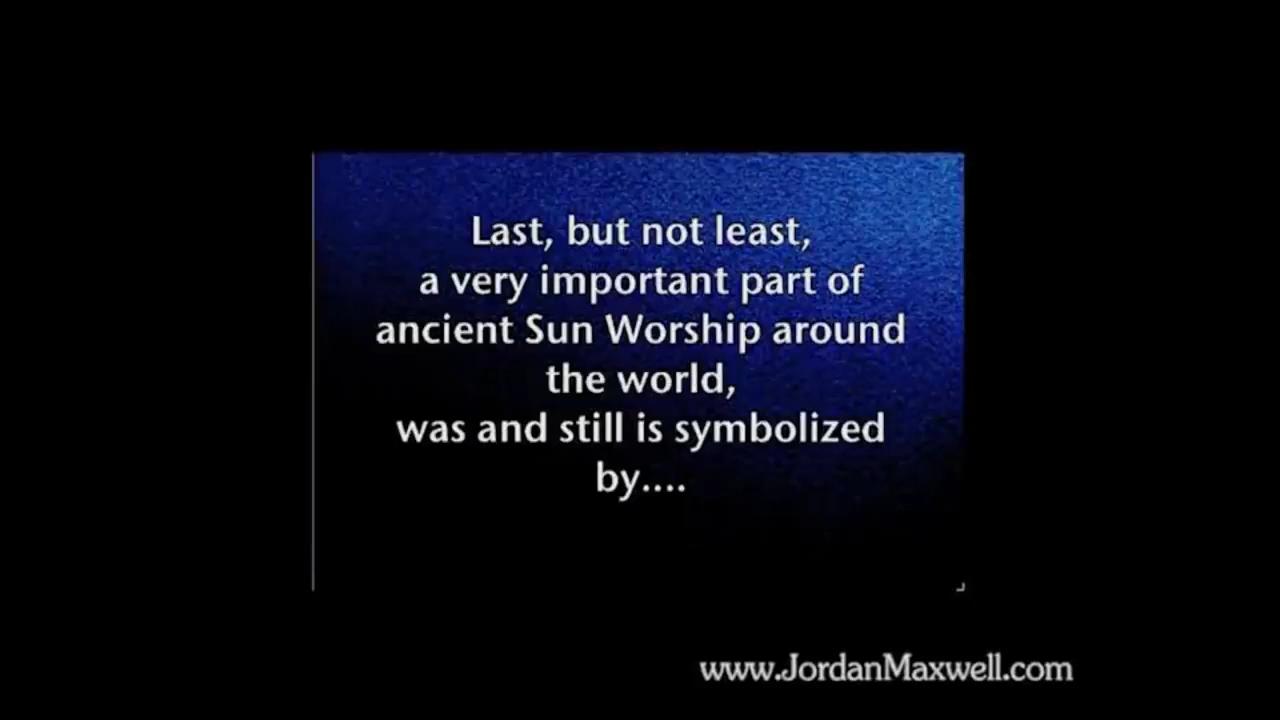 Last, but not least,
a very important part of
ancient Sun Worship around
the world,
was and still is symbolized
by....
www.JordanMaxwell.com